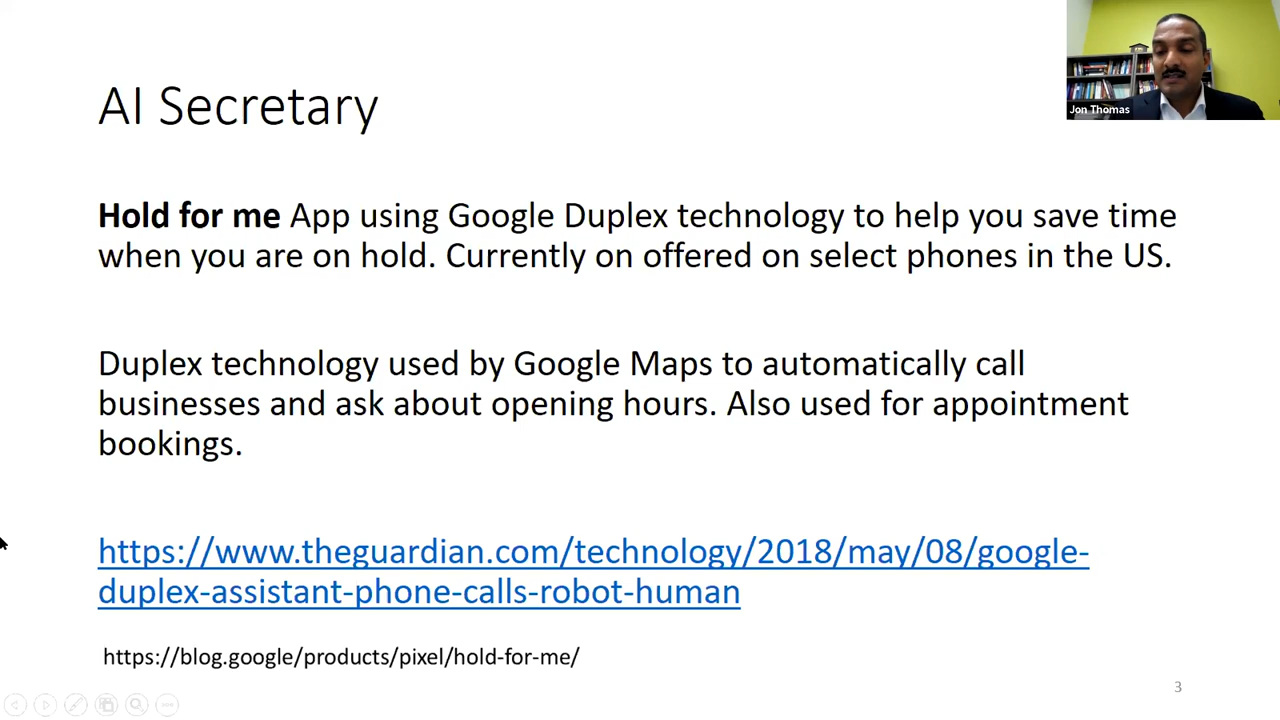 AI Secretary
Jon Thomas
Hold for me App using Google Duplex technology to help you save time
when you are on hold. Currently on offered on select phones in the US.
Duplex technology used by Google Maps to automatically call
businesses and ask about opening hours. Also used for appointment
bookings.
https://www.theguardian.com/technology/2018/may/08/google-
duplex-assistant-phone-calls-robot-human
https://blog.google/products/pixel/hold-for-me/
3